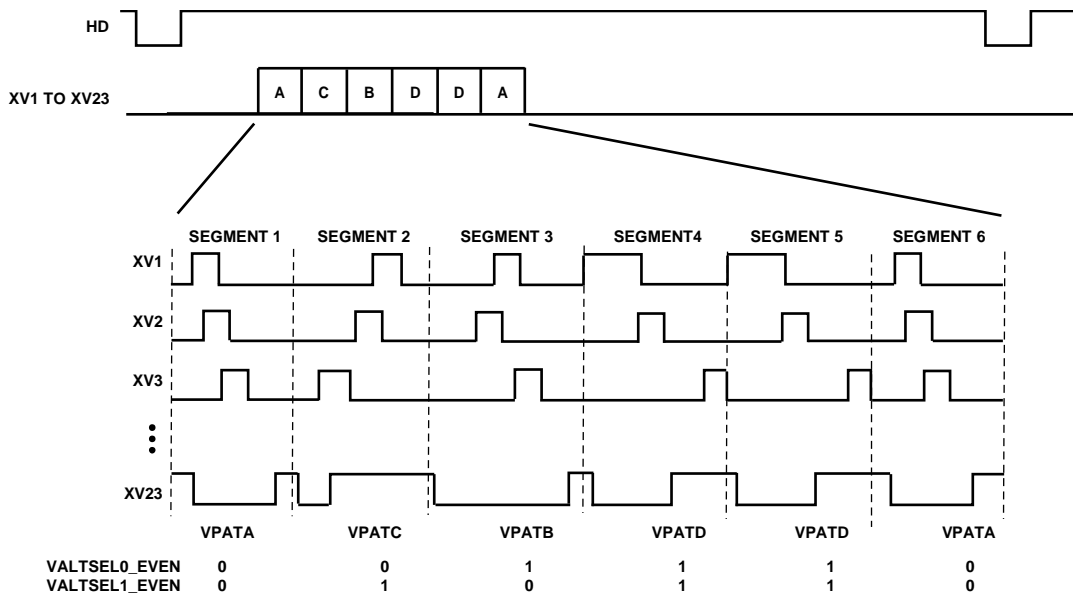 HD
XV1 TO XV23
A C B D D A
SEGMENT 1 SEGMENT 2 SEGMENT 3 SEGMENT4 SEGMENT 5 SEGMENT 6
XV1
XV2
XV3
XV23
VPATA VPATC VPATB VPATD VPATD VPATA
VALTSEL0_EVEN 0 0 1 1 1 0
VALTSEL1_EVEN 0 1 0 1 1 0